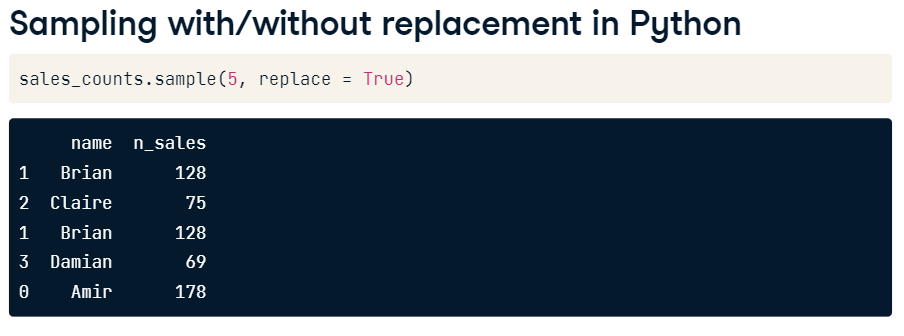 Sampling with/without replacement in Python
sales_counts.sample(5, replace = True)
name n_sales
1 Brian 128
2 Claire 75
1 Brian 128
3 Damian 69
0 Amir 178